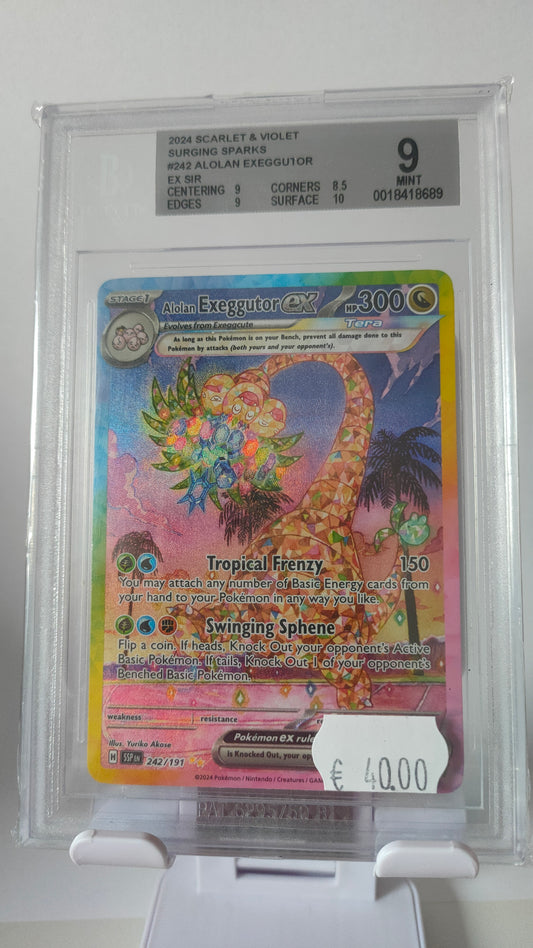 2024 SCARLET & VIOLET
SURGING SPARKS
#242 ALOLAN EXEGGU1OR
EX SIR
CENTERING 9 CORNERS 8.5
EDGES 9 SURFACE 10
9
MINT
0018418689
STAGE 1
Alolan Exeggutor ex HP 300
Evolves from Exeggcute
Tera
As long as this Pokémon is on your Bench, prevent all damage done to this
Pokémon by attacks (both yours and your opponent's).
Tropical Frenzy 150
You may attach any number of Basic Energy cards from
your hand to your Pokémon in any way you like.
Swinging Sphene
Flip a coin. If heads, Knock Out your opponent's Active
Basic Pokémon. If tails, Knock Out 1 of your opponent's
Benched Basic Pokémon.
weakness resistance
Pokémon ex rule
is Knocked Out, your oppo
Illus. Yuriko Akase
H SSP EN 242/191
©2024 Pokémon / Nintendo / Creatures / GAM
€ 40.00